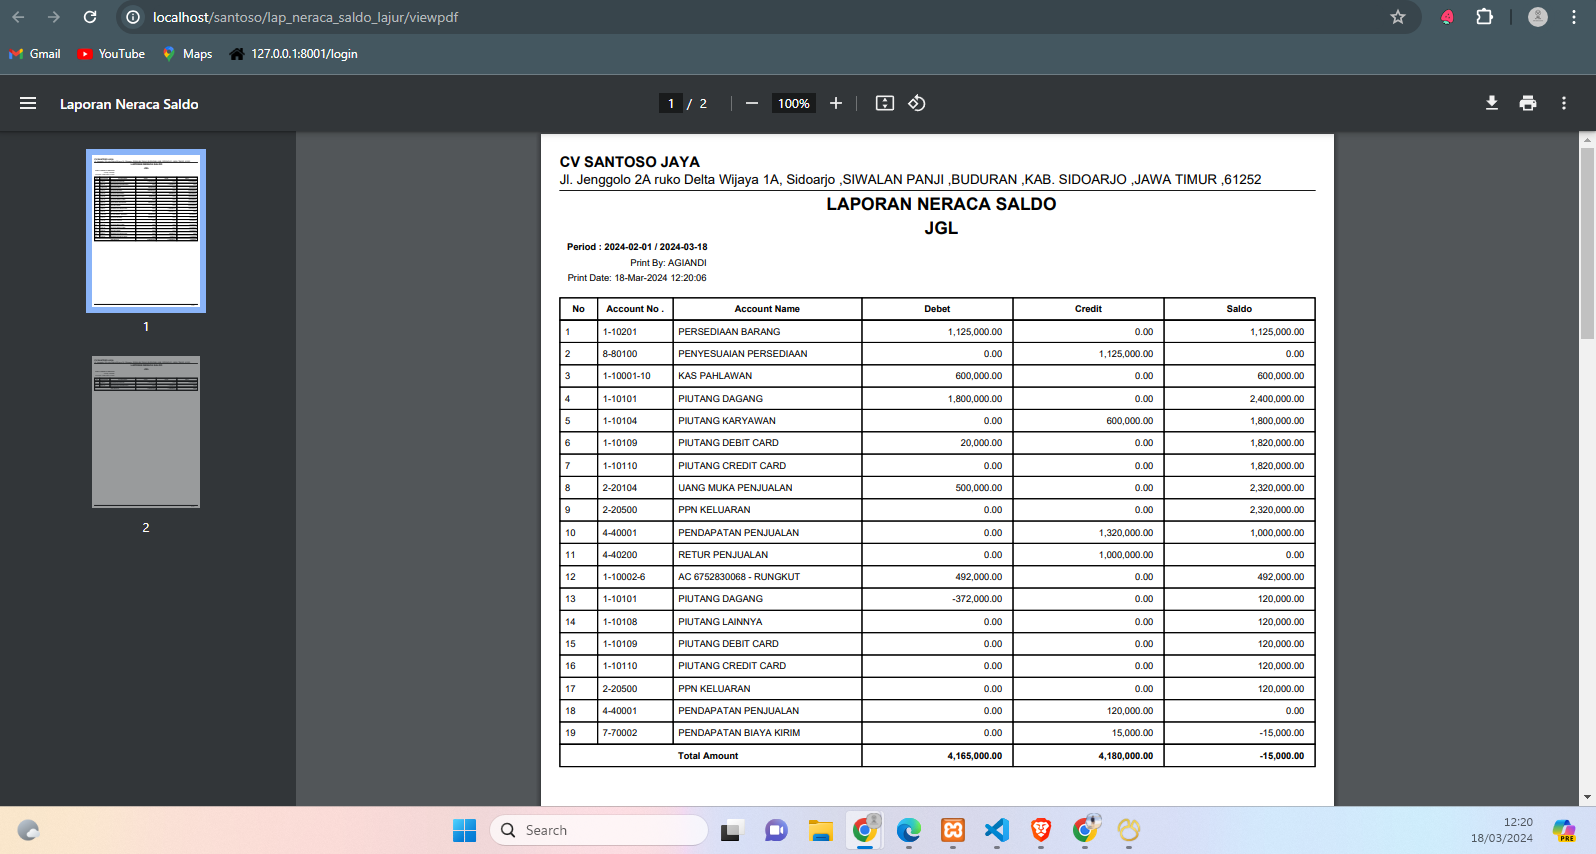 localhost/santoso/lap_neraca_saldo_lajur/viewpdf
Gmail YouTube Maps 127.0.0.1:8001/login
Laporan Neraca Saldo 1 / 2 100%
CV SANTOSO JAYA
Jl. Jenggolo 2A ruko Delta Wijaya 1A, Sidoarjo ,SIWALAN PANJI ,BUDURAN ,KAB. SIDOARJO ,JAWA TIMUR ,61252
LAPORAN NERACA SALDO
JGL
Period : 2024-02-01 / 2024-03-18
Print By: AGIANDI
Print Date: 18-Mar-2024 12:20:06
No Account No . Account Name Debet Credit Saldo
1 1-10201 PERSEDIAAN BARANG 1,125,000.00 0.00 1,125,000.00
2 8-80100 PENYESUAIAN PERSEDIAAN 0.00 1,125,000.00 0.00
3 1-10001-10 KAS PAHLAWAN 600,000.00 0.00 600,000.00
4 1-10101 PIUTANG DAGANG 1,800,000.00 0.00 2,400,000.00
5 1-10104 PIUTANG KARYAWAN 0.00 600,000.00 1,800,000.00
6 1-10109 PIUTANG DEBIT CARD 20,000.00 0.00 1,820,000.00
7 1-10110 PIUTANG CREDIT CARD 0.00 0.00 1,820,000.00
8 2-20104 UANG MUKA PENJUALAN 500,000.00 0.00 2,320,000.00
9 2-20500 PPN KELUARAN 0.00 0.00 2,320,000.00
10 4-40001 PENDAPATAN PENJUALAN 0.00 1,320,000.00 1,000,000.00
11 4-40200 RETUR PENJUALAN 0.00 1,000,000.00 0.00
12 1-10002-6 AC 6752830068 - RUNGKUT 492,000.00 0.00 492,000.00
13 1-10101 PIUTANG DAGANG -372,000.00 0.00 120,000.00
14 1-10108 PIUTANG LAINNYA 0.00 0.00 120,000.00
15 1-10109 PIUTANG DEBIT CARD 0.00 0.00 120,000.00
16 1-10110 PIUTANG CREDIT CARD 0.00 0.00 120,000.00
17 2-20500 PPN KELUARAN 0.00 0.00 120,000.00
18 4-40001 PENDAPATAN PENJUALAN 0.00 120,000.00 0.00
19 7-70002 PENDAPATAN BIAYA KIRIM 0.00 15,000.00 -15,000.00
Total Amount 4,165,000.00 4,180,000.00 -15,000.00
1
2
Search
12:20
18/03/2024
PRE